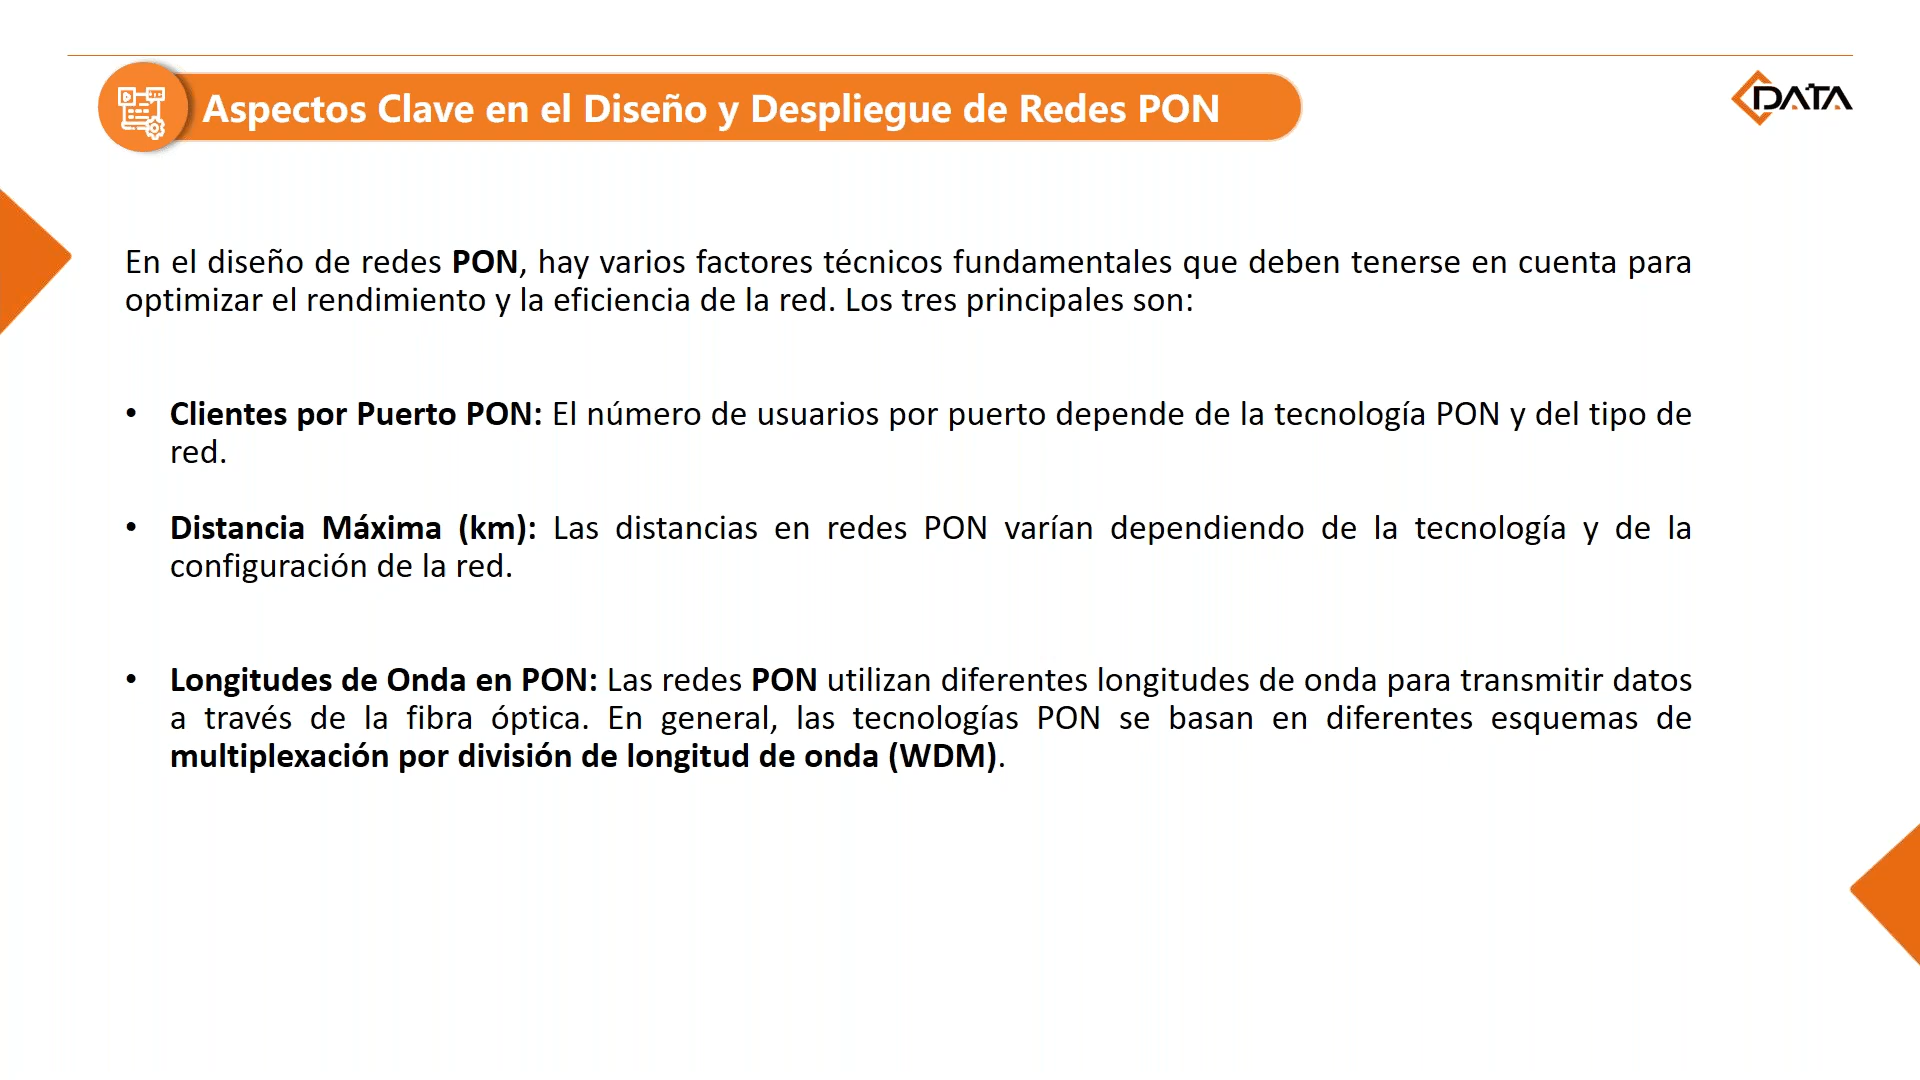 Aspectos Clave en el Diseño y Despliegue de Redes PON
DATA
En el diseño de redes PON, hay varios factores técnicos fundamentales que deben tenerse en cuenta para
optimizar el rendimiento y la eficiencia de la red. Los tres principales son:
• Clientes por Puerto PON: El número de usuarios por puerto depende de la tecnología PON y del tipo de
red.
• Distancia Máxima (km): Las distancias en redes PON varían dependiendo de la tecnología y de la
configuración de la red.
• Longitudes de Onda en PON: Las redes PON utilizan diferentes longitudes de onda para transmitir datos
a través de la fibra óptica. En general, las tecnologías PON se basan en diferentes esquemas de
multiplexación por división de longitud de onda (WDM).